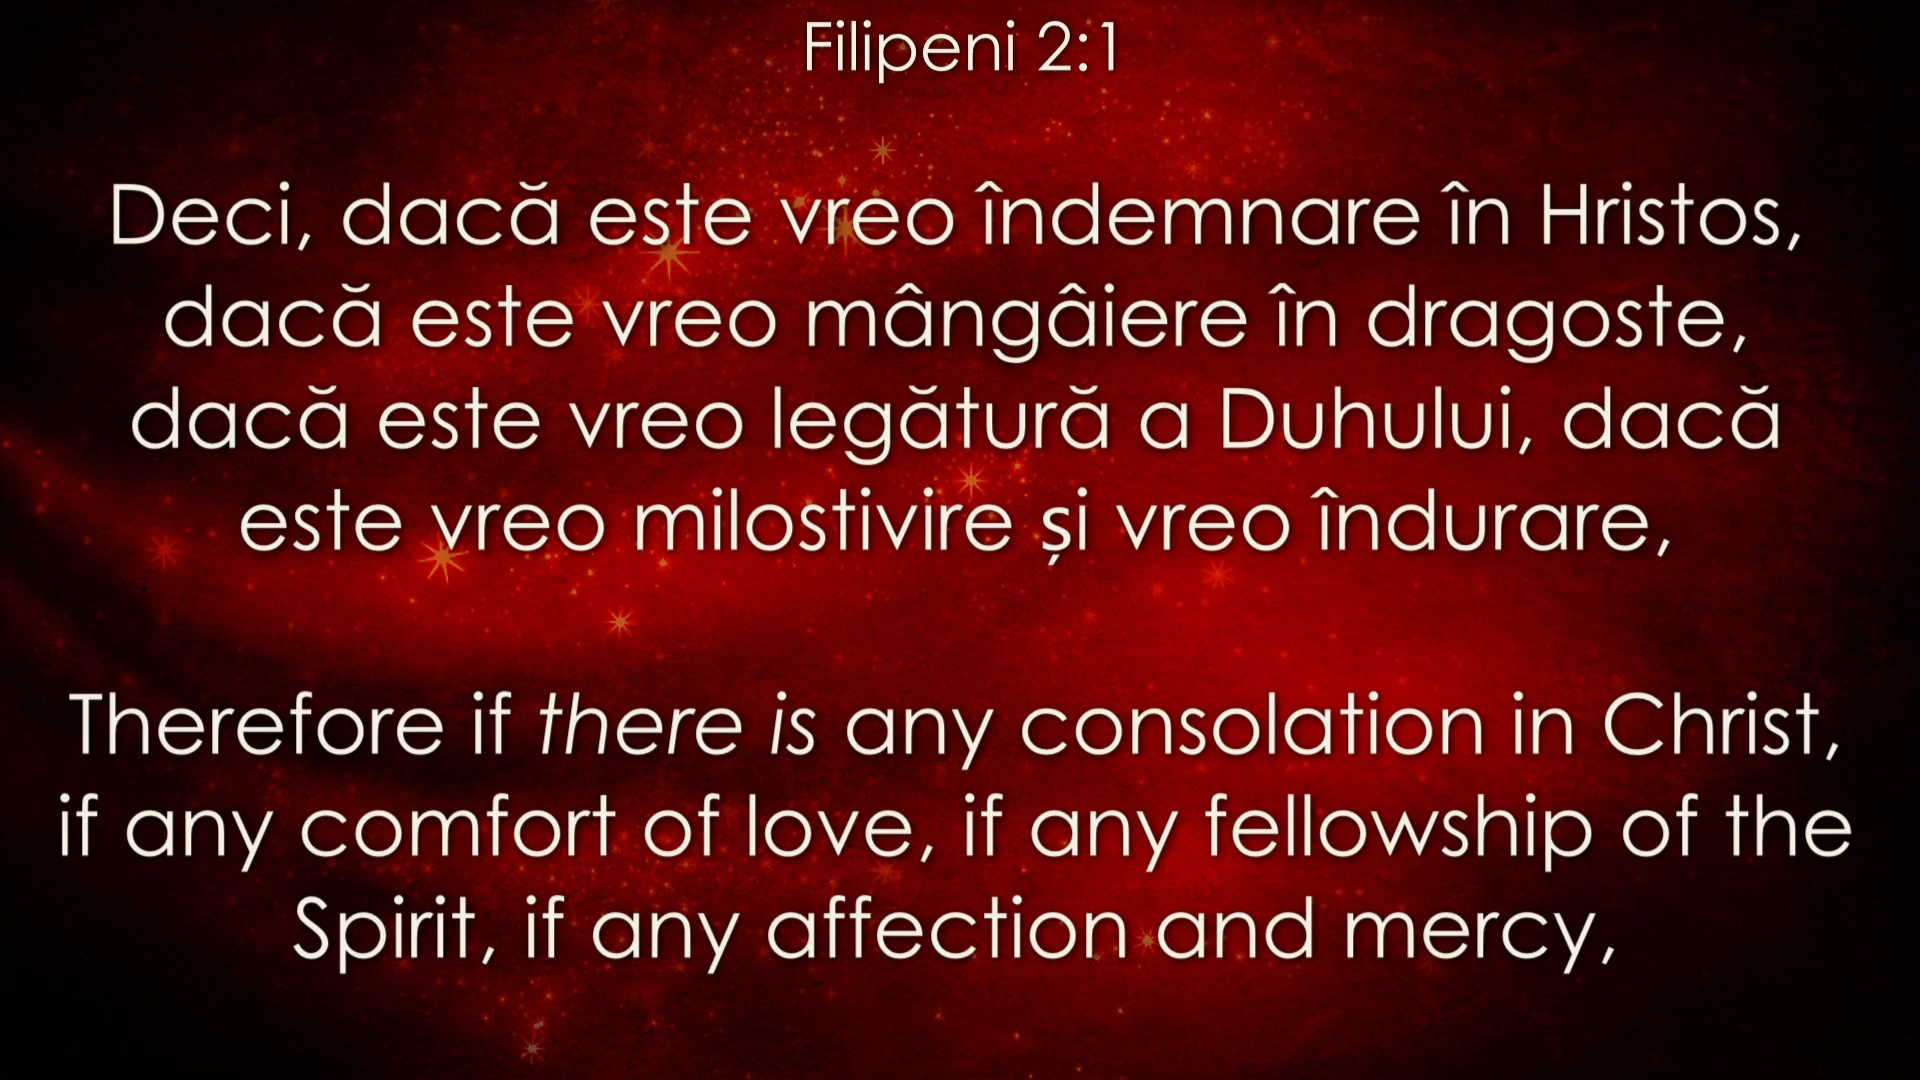 Filipeni 2:1
Deci, dacă este vreo îndemnare în Hristos,
dacă este vreo mângâiere în dragoste,
dacă este vreo legătură a Duhului, dacă
este vreo milostivire și vreo îndurare,
Therefore if there is any consolation in Christ,
if any comfort of love, if any fellowship of the
Spirit, if any affection and mercy,